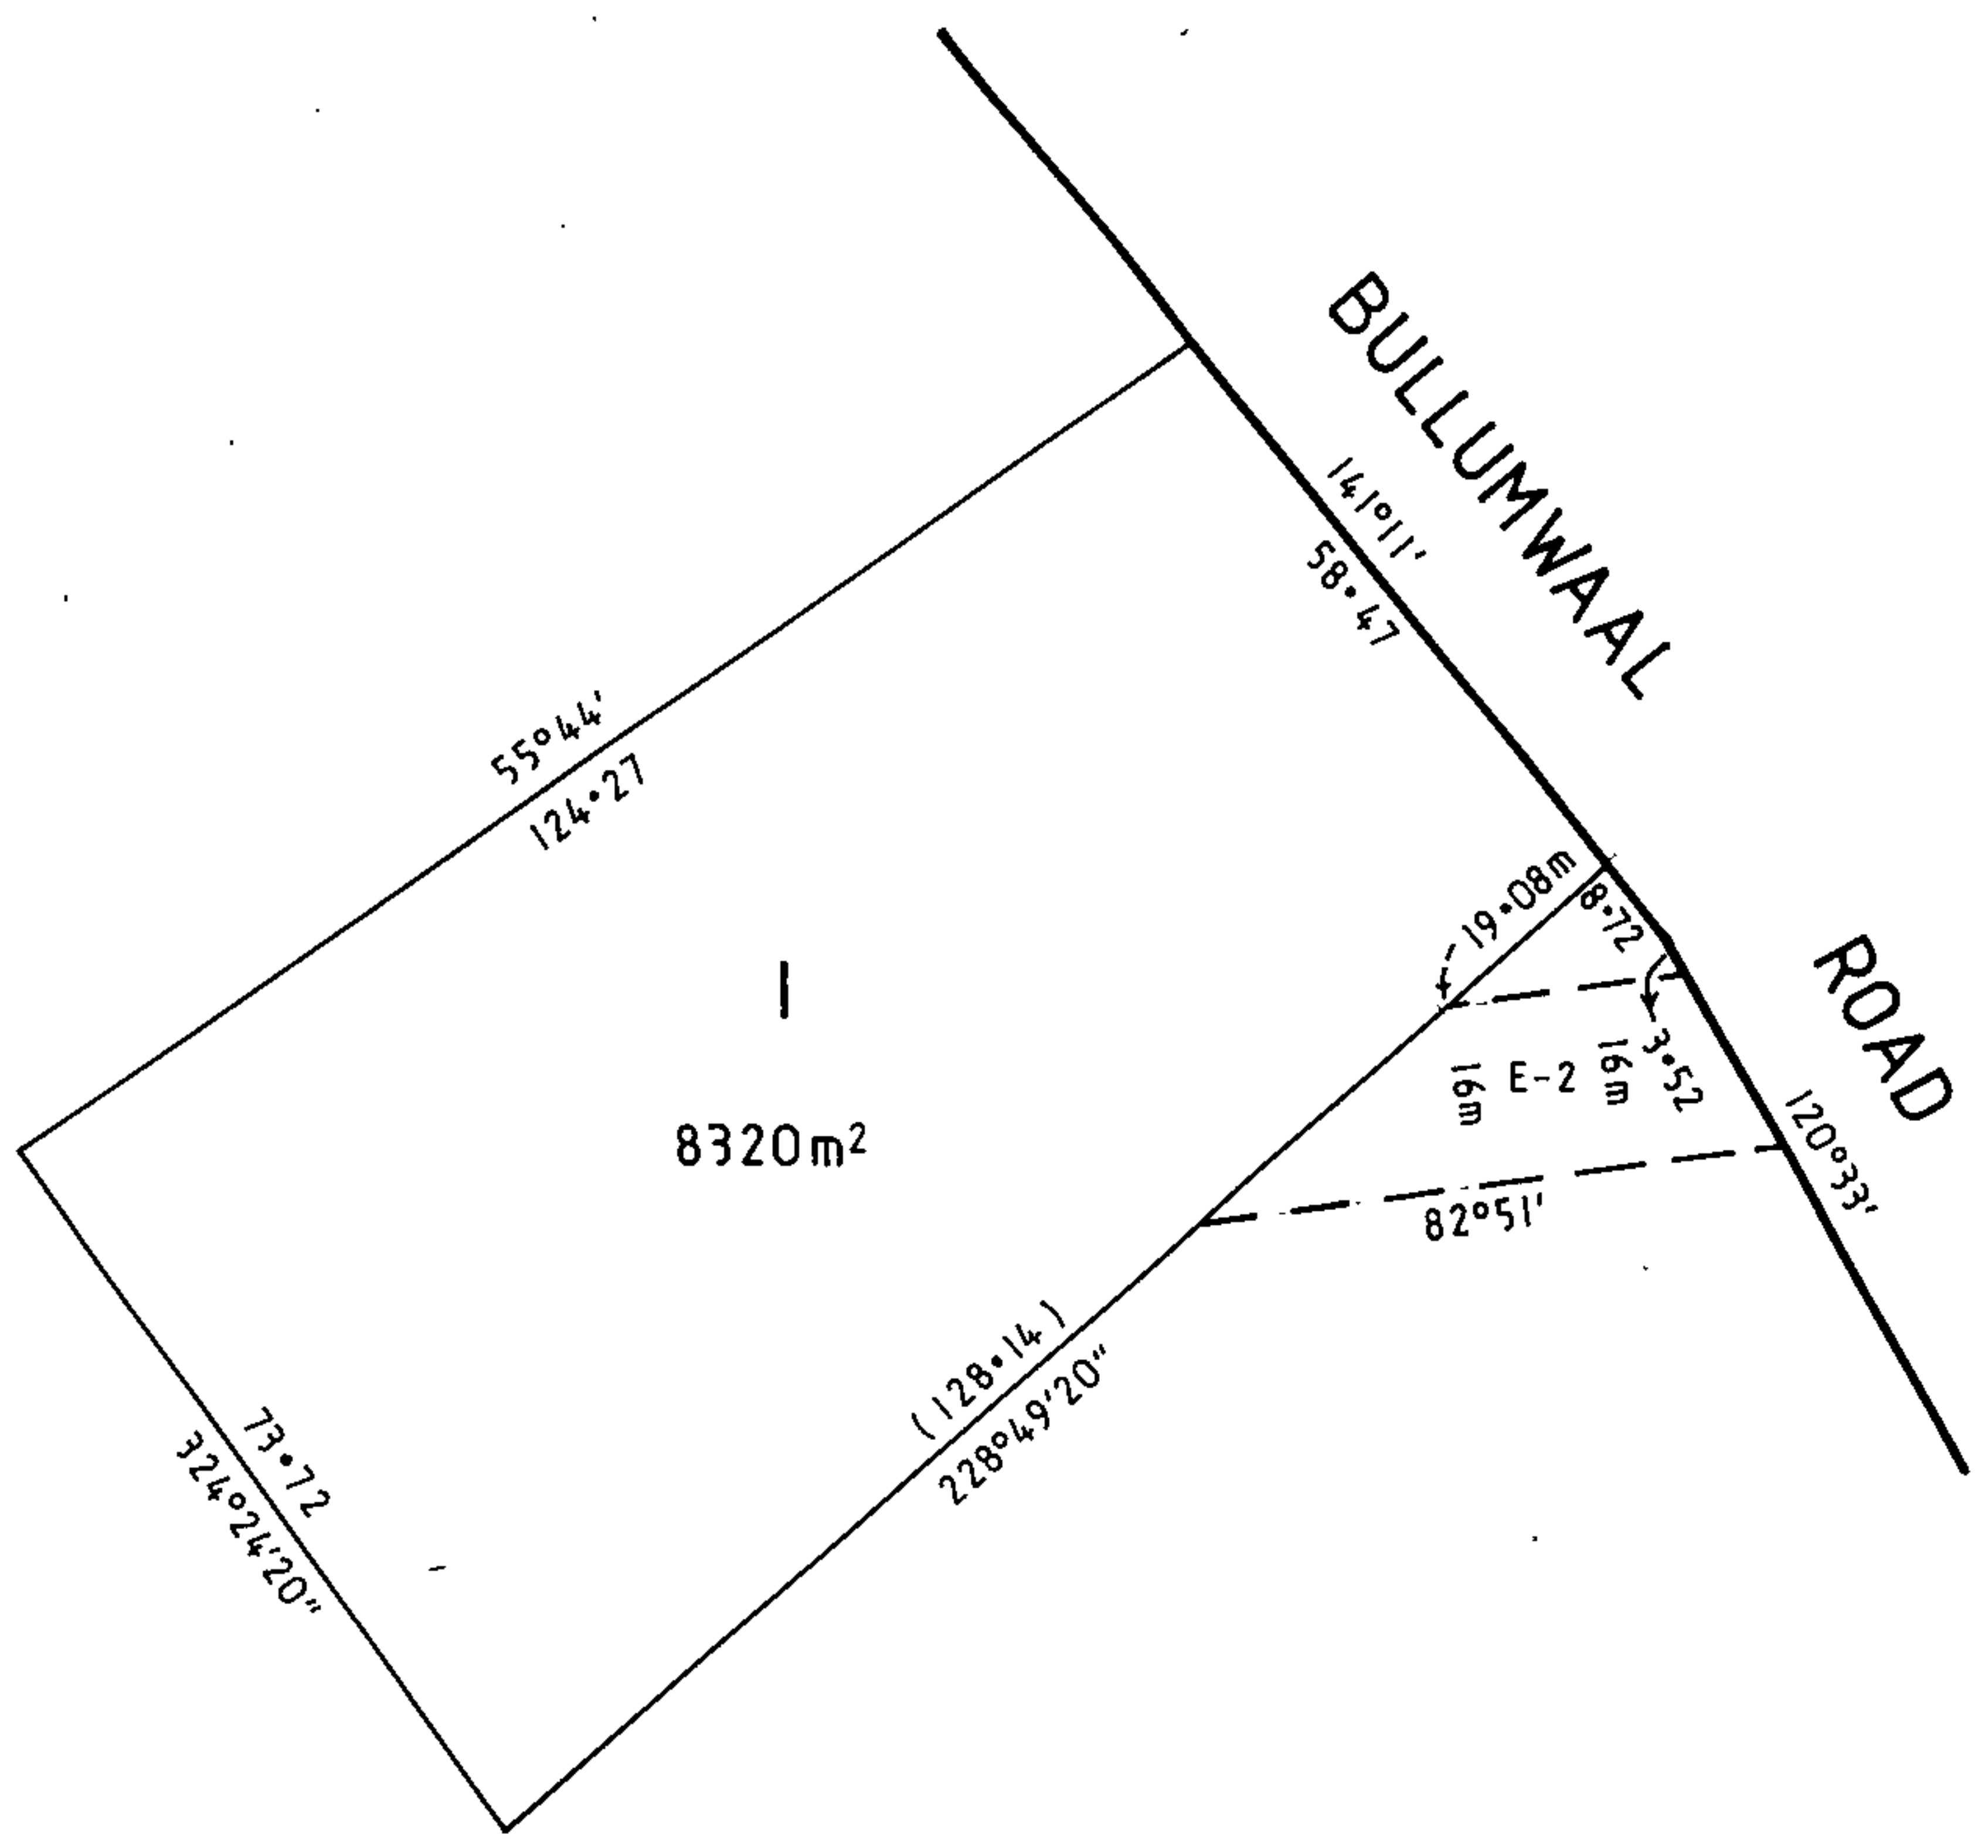 BULLUMWAAL
141°11'
58·47
55°44'
124·27
19·08m
8·72
ROAD
1
16m
E-2
16m
3·52
120°33'
8320m²
82°51'
(128·14)
228°49'20"
73·72
324°24'20"